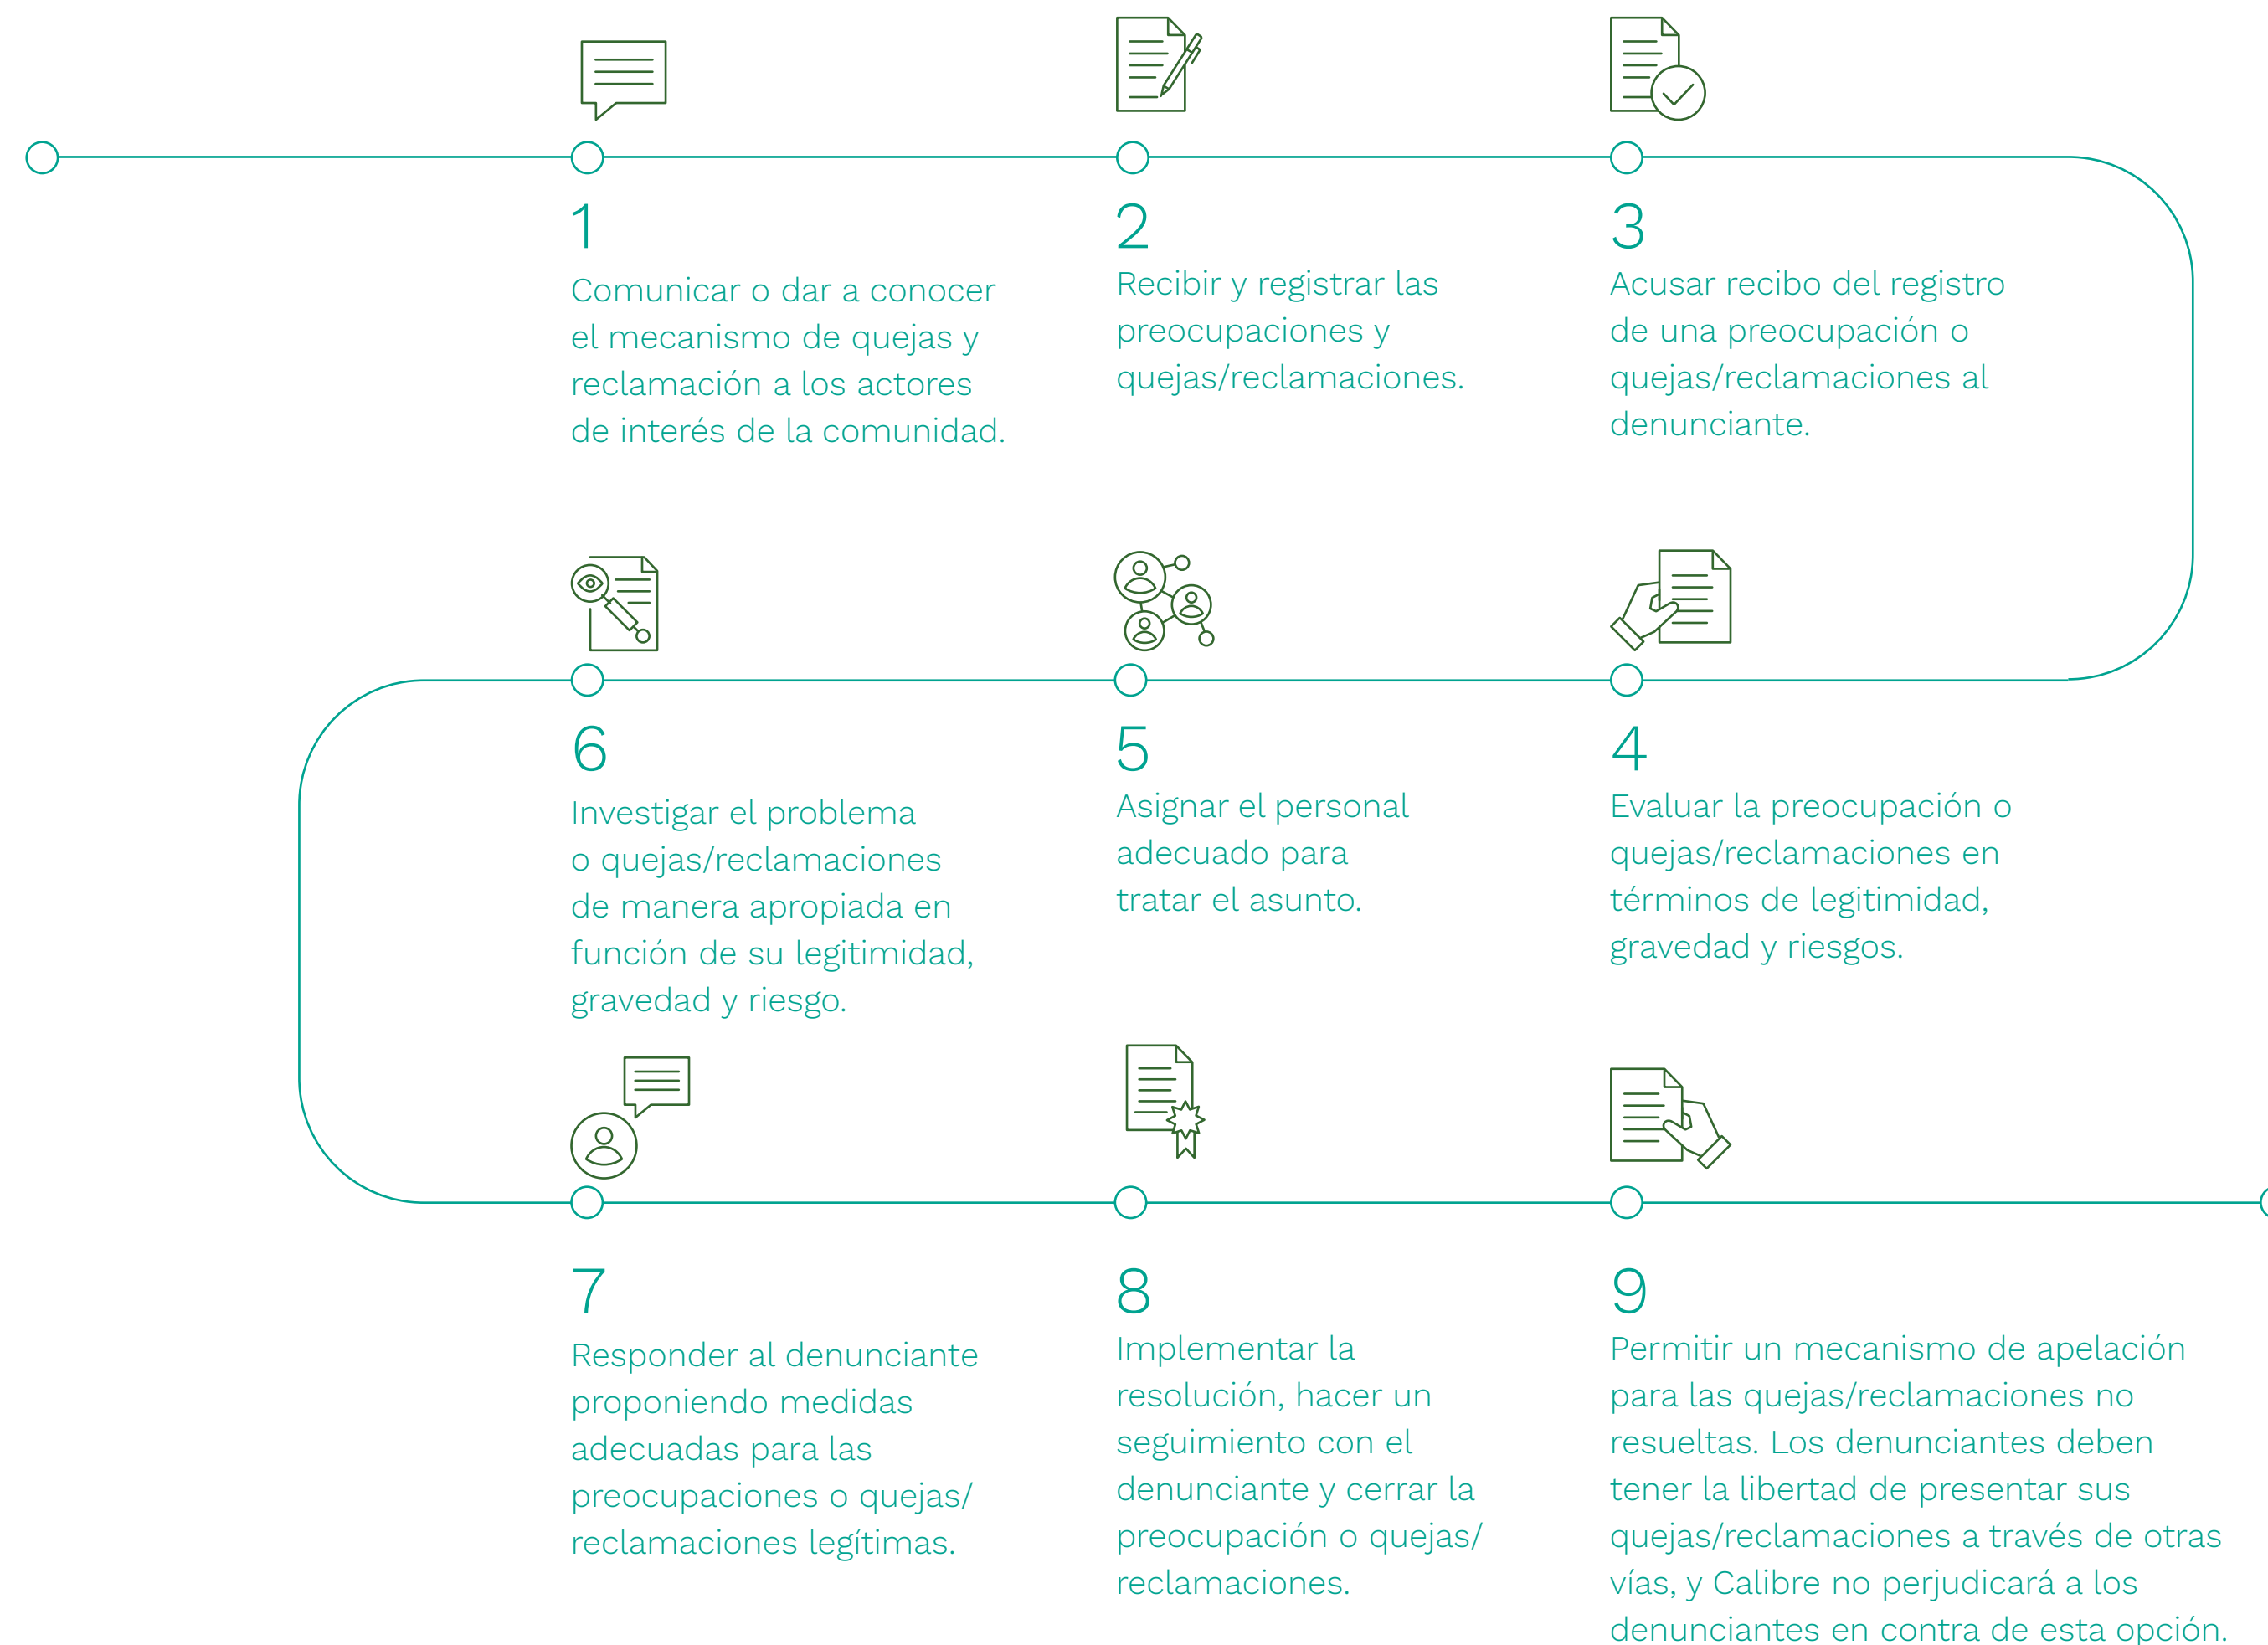 1
Comunicar o dar a conocer
el mecanismo de quejas y
reclamación a los actores
de interés de la comunidad.
2
Recibir y registrar las
preocupaciones y
quejas/reclamaciones.
3
Acusar recibo del registro
de una preocupación o
quejas/reclamaciones al
denunciante.
4
Evaluar la preocupación o
quejas/reclamaciones en
términos de legitimidad,
gravedad y riesgos.
5
Asignar el personal
adecuado para
tratar el asunto.
6
Investigar el problema
o quejas/reclamaciones
de manera apropiada en
función de su legitimidad,
gravedad y riesgo.
7
Responder al denunciante
proponiendo medidas
adecuadas para las
preocupaciones o quejas/
reclamaciones legítimas.
8
Implementar la
resolución, hacer un
seguimiento con el
denunciante y cerrar la
preocupación o quejas/
reclamaciones.
9
Permitir un mecanismo de apelación
para las quejas/reclamaciones no
resueltas. Los denunciantes deben
tener la libertad de presentar sus
quejas/reclamaciones a través de otras
vías, y Calibre no perjudicará a los
denunciantes en contra de esta opción.